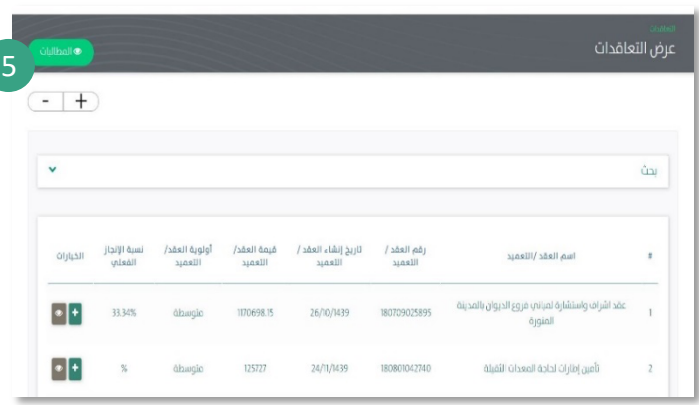 التعاقدات
عرض التعاقدات
المطالبات
5
- +
بحث
# اسم العقد /التعميد رقم العقد / التعميد تاريخ إنشاء العقد / التعميد قيمة العقد/ التعميد أولوية العقد/ التعميد نسبة الإنجاز الفعلي الخيارات
1 عقد اشراف واستشارة لمباني فروع الديوان بالمدينة المنورة 180709025895 26/10/1439 1170698.15 متوسطة 33.34%
2 تأمين إطارات لحاجة المعدات الثقيلة 180801042740 24/11/1439 125727 متوسطة %